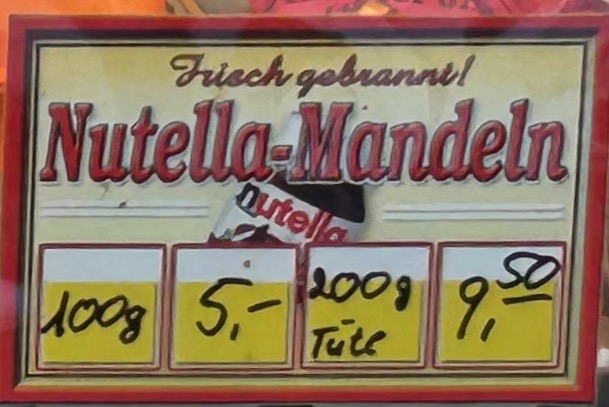 Frisch gebrannt!
Nutella-Mandeln
nutella
100g 5,- 200g 9,50
Tüte